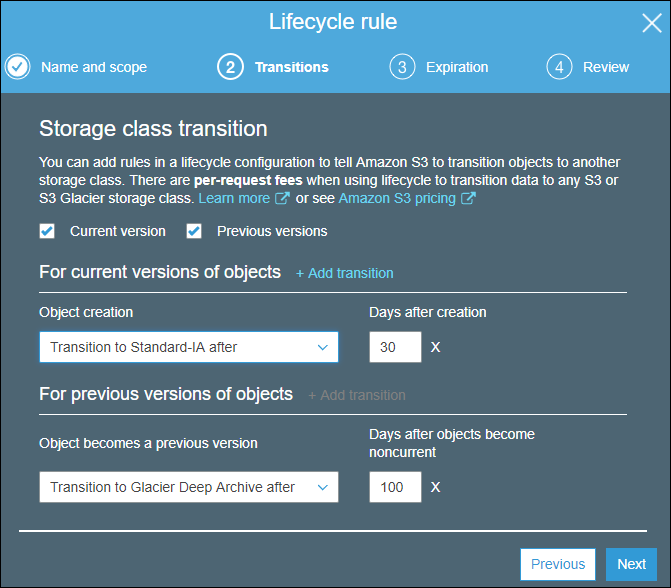 Lifecycle rule
Name and scope
2 Transitions
3 Expiration
4 Review
Storage class transition
You can add rules in a lifecycle configuration to tell Amazon S3 to transition objects to another
storage class. There are per-request fees when using lifecycle to transition data to any S3 or
S3 Glacier storage class. Learn more or see Amazon S3 pricing
Current version Previous versions
For current versions of objects + Add transition
Object creation Days after creation
Transition to Standard-IA after 30 X
For previous versions of objects + Add transition
Object becomes a previous version
Days after objects become
noncurrent
Transition to Glacier Deep Archive after 100 X
Previous Next